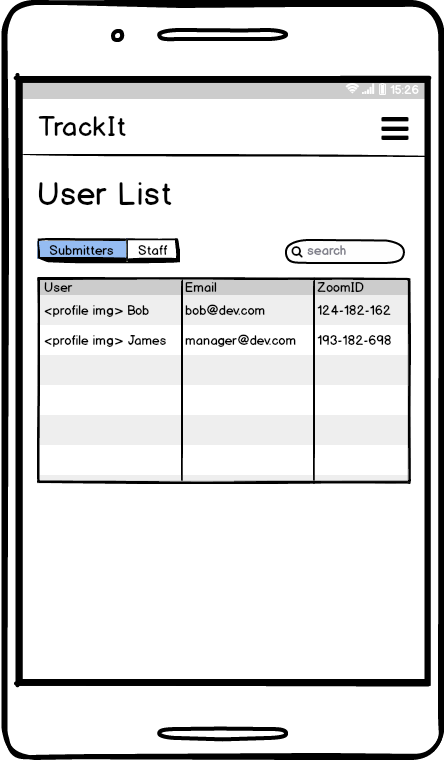 15:26
TrackIt
User List
Submitters Staff search
User Email ZoomID
<profile img> Bob bob@dev.com 124-182-162
<profile img> James manager@dev.com 193-182-698